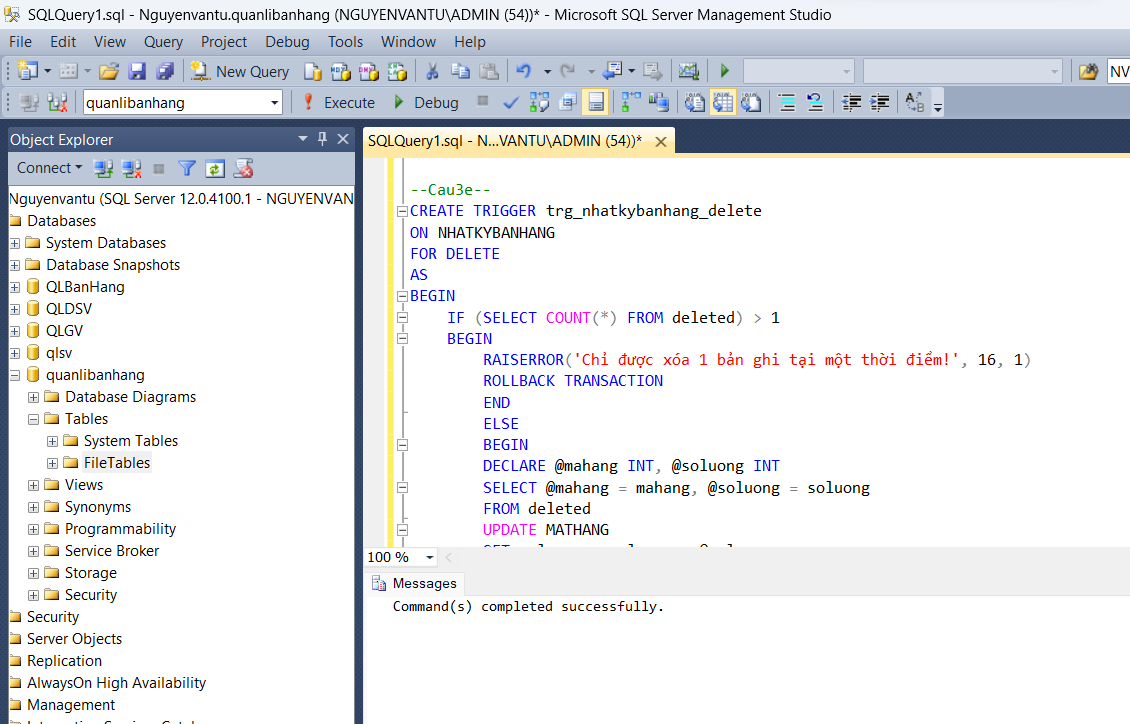 SQLQuery1.sql - Nguyenvantu.quanlibanhang (NGUYENVANTU\ADMIN (54))* - Microsoft SQL Server Management Studio
File Edit View Query Project Debug Tools Window Help
New Query
NV
quanlibanhang
Execute
Debug
Object Explorer
Connect
Nguyenvantu (SQL Server 12.0.4100.1 - NGUYENVAN
Databases
System Databases
Database Snapshots
QLBanHang
QLDSV
QLGV
qlsv
quanlibanhang
Database Diagrams
Tables
System Tables
FileTables
Views
Synonyms
Programmability
Service Broker
Storage
Security
Security
Server Objects
Replication
AlwaysOn High Availability
Management
SQLQuery1.sql - N...VANTU\ADMIN (54))*
--Cau3e--
CREATE TRIGGER trg_nhatkybanhang_delete
ON NHATKYBANHANG
FOR DELETE
AS
BEGIN
IF (SELECT COUNT(*) FROM deleted) > 1
BEGIN
RAISERROR('Chỉ được xóa 1 bản ghi tại một thời điểm!', 16, 1)
ROLLBACK TRANSACTION
END
ELSE
BEGIN
DECLARE @mahang INT, @soluong INT
SELECT @mahang = mahang, @soluong = soluong
FROM deleted
UPDATE MATHANG
100 %
Messages
Command(s) completed successfully.